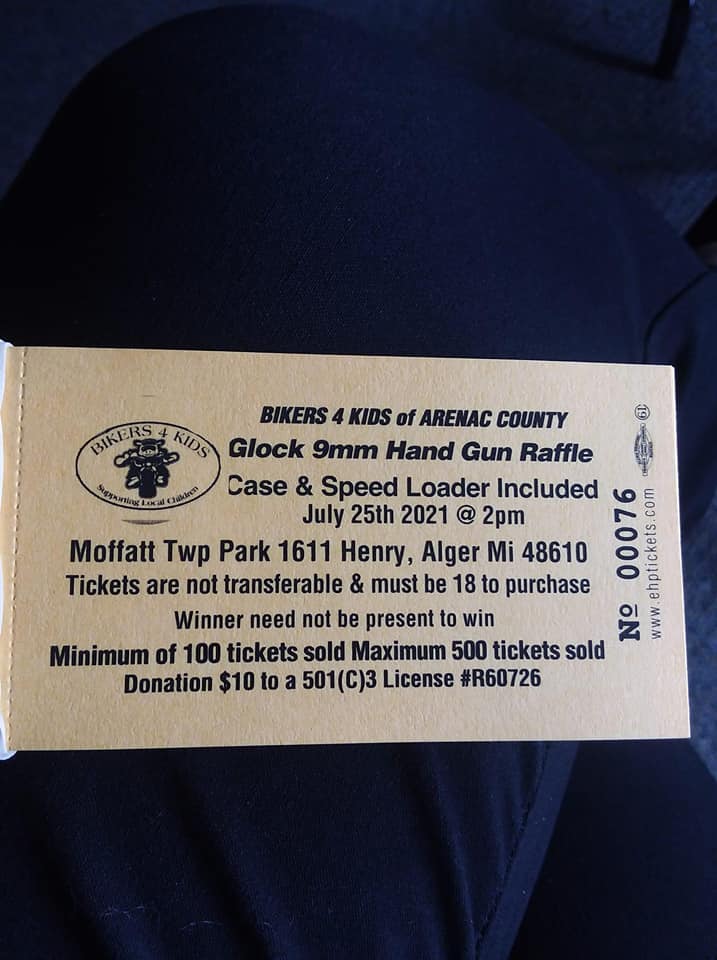 BIKERS 4 KIDS of ARENAC COUNTY
BIKERS 4 KIDS
Supporting Local Children
Glock 9mm Hand Gun Raffle
Case & Speed Loader Included
July 25th 2021 @ 2pm
Moffatt Twp Park 1611 Henry, Alger Mi 48610
Tickets are not transferable & must be 18 to purchase
Winner need not be present to win
Minimum of 100 tickets sold Maximum 500 tickets sold
Donation $10 to a 501(C)3 License #R60726
No 00076
www.ehptickets.com